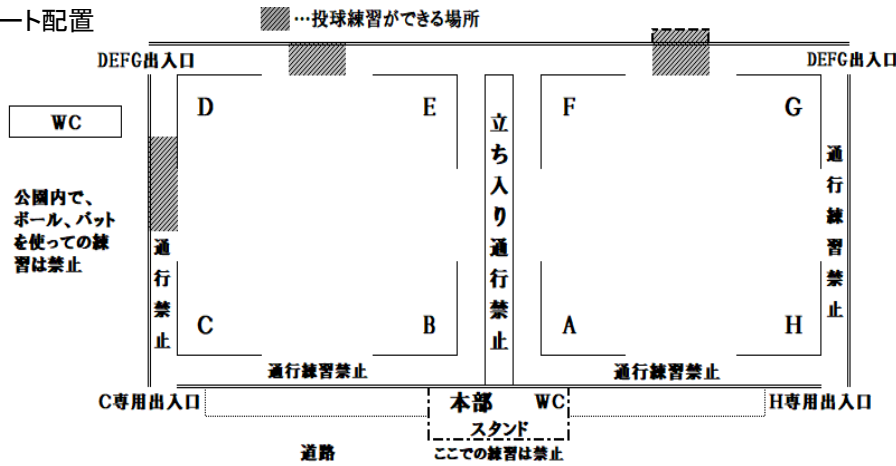 ート配置
…投球練習ができる場所
DEFG出入口
DEFG出入口
D
E
F
G
WC
立ち入り通行禁止
通行練習禁止
公園内で、
ボール、バット
を使っての練
習は禁止
通行禁止
C
B
A
H
通行練習禁止
通行練習禁止
C専用出入口
本部 WC
H専用出入口
スタンド
道路
ここでの練習は禁止